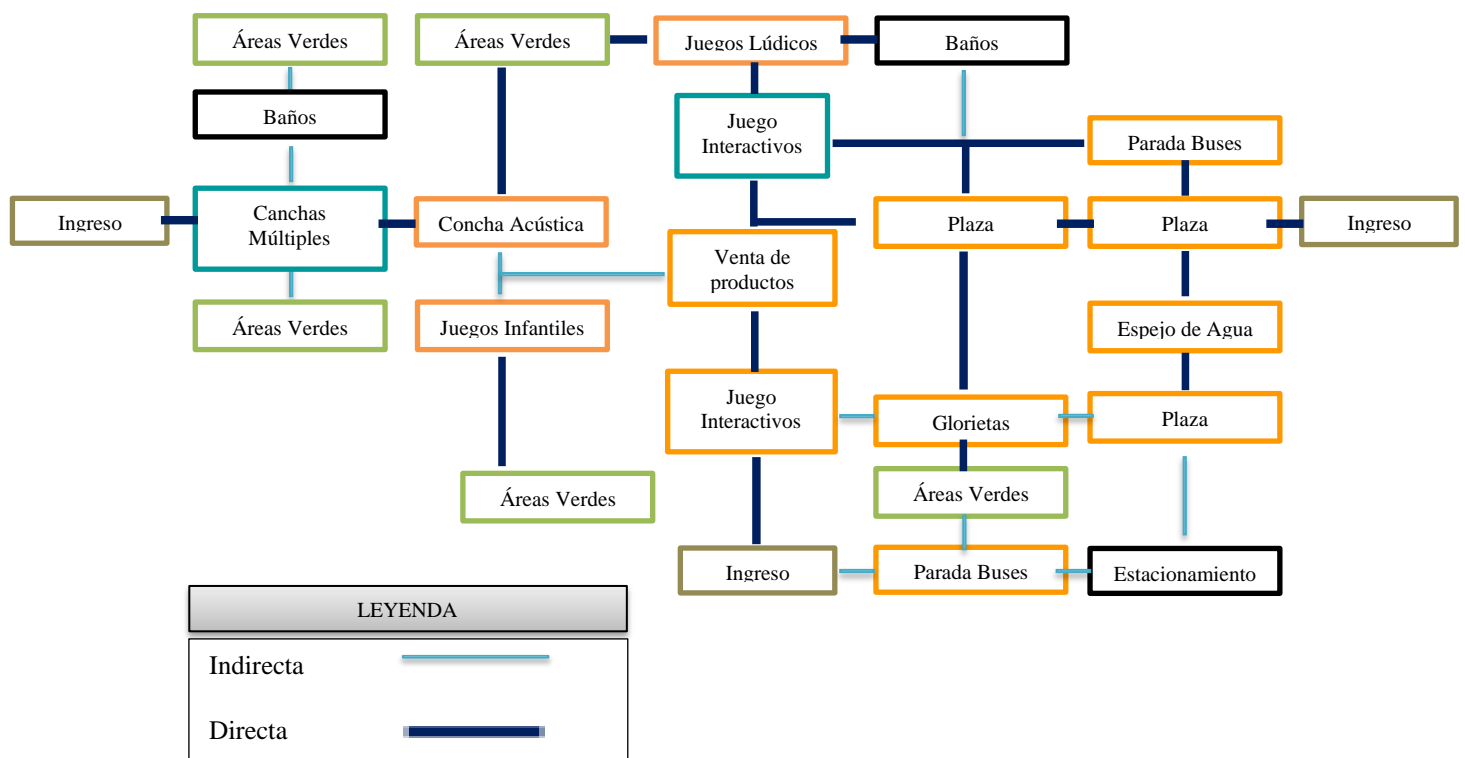 Áreas Verdes
Áreas Verdes
Juegos Lúdicos
Baños
Baños
Juego
Interactivos
Parada Buses
Ingreso
Canchas
Múltiples
Concha Acústica
Plaza
Plaza
Ingreso
Venta de
productos
Áreas Verdes
Juegos Infantiles
Espejo de Agua
Juego
Interactivos
Glorietas
Plaza
Áreas Verdes
Áreas Verdes
Ingreso
Parada Buses
Estacionamiento
LEYENDA
Indirecta
Directa